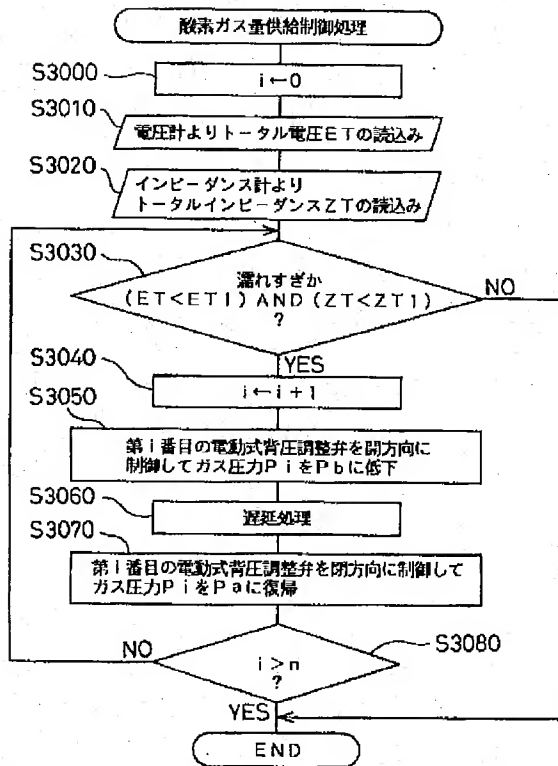 酸素ガス量供給制御処理
S3000
i←0
S3010
電圧計よりトータル電圧ETの読込み
S3020
インピーダンス計より
トータルインピーダンスZTの読込み
S3030
濡れすぎか
(ET<ET1) AND (ZT<ZT1)
?
NO
YES
S3040
i←i+1
S3050
第i番目の電動式背圧調整弁を開方向に
制御してガス圧力PiをPbに低下
S3060
遅延処理
S3070
第i番目の電動式背圧調整弁を閉方向に制御して
ガス圧力PiをPaに復帰
NO
S3080
i>n
?
YES
END